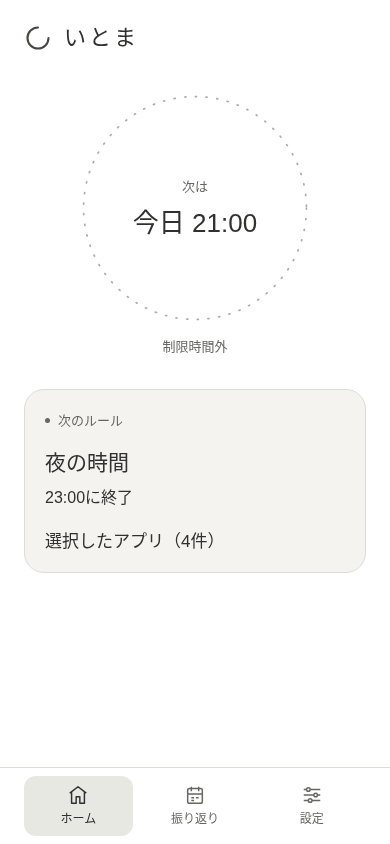 いとま
次は
今日 21:00
制限時間外
次のルール
夜の時間
23:00に終了
選択したアプリ（4件）
ホーム
振り返り
設定